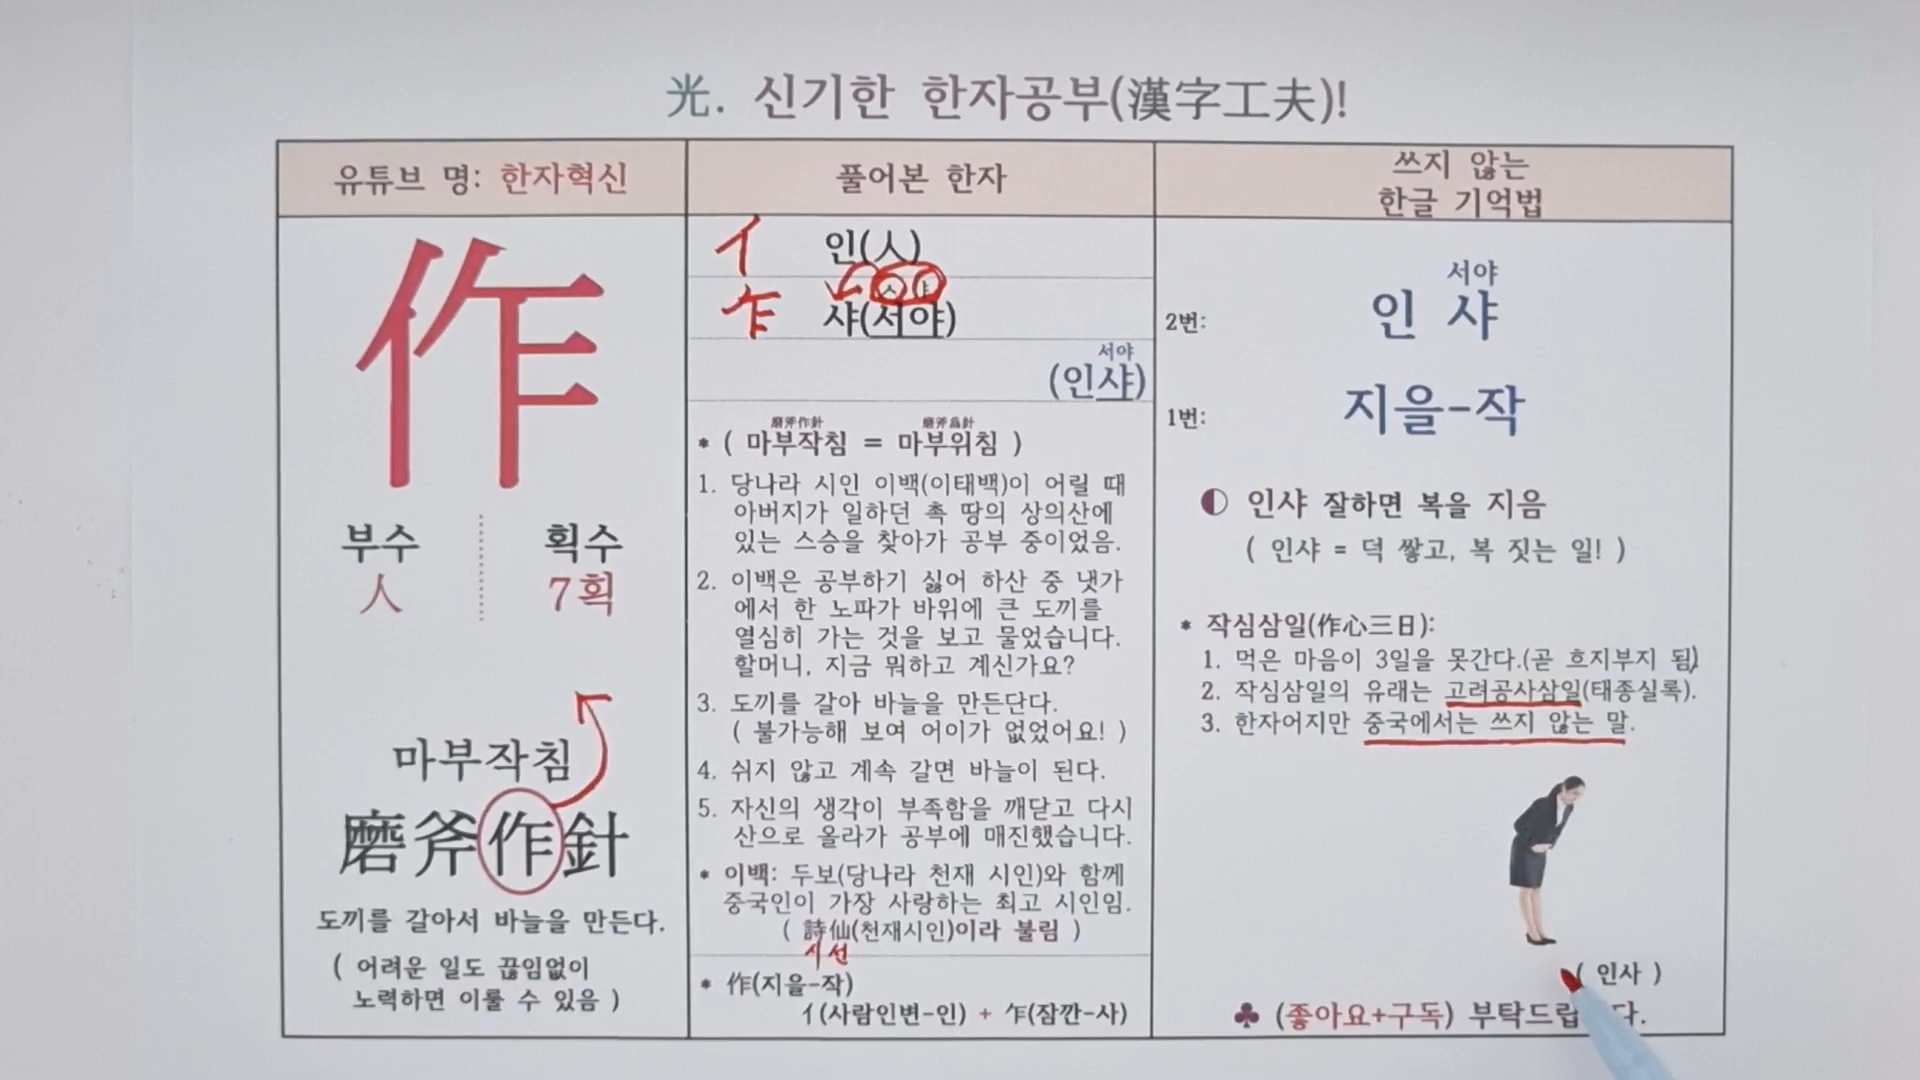 光. 신기한 한자공부(漢字工夫)!
유튜브 명: 한자혁신
作
부수
획수
人
7획
마부작침
磨斧作針
도끼를 갈아서 바늘을 만든다.
( 어려운 일도 끊임없이
노력하면 이룰 수 있음 )
풀어본 한자
亻 인(人)
乍 샤(서야)
서야
(인샤)
磨斧作針 磨斧爲針
* ( 마부작침 = 마부위침 )
1. 당나라 시인 이백(이태백)이 어릴 때
아버지가 일하던 촉 땅의 상의산에
있는 스승을 찾아가 공부 중이었음.
2. 이백은 공부하기 싫어 하산 중 냇가
에서 한 노파가 바위에 큰 도끼를
열심히 가는 것을 보고 물었습니다.
할머니, 지금 뭐하고 계신가요?
3. 도끼를 갈아 바늘을 만든단다.
( 불가능해 보여 어이가 없었어요! )
4. 쉬지 않고 계속 갈면 바늘이 된다.
5. 자신의 생각이 부족함을 깨닫고 다시
산으로 올라가 공부에 매진했습니다.
* 이백: 두보(당나라 천재 시인)와 함께
중국인이 가장 사랑하는 최고 시인임.
( 詩仙(천재시인)이라 불림 )
시선
* 作(지을-작)
亻(사람인변-인) + 乍(잠깐-사)
쓰지 않는
한글 기억법
서야
2번: 인 샤
1번: 지을-작
◐ 인샤 잘하면 복을 지음
( 인샤 = 덕 쌓고, 복 짓는 일! )
* 작심삼일(作心三日):
1. 먹은 마음이 3일을 못간다.(곧 흐지부지 됨)
2. 작심삼일의 유래는 고려공사삼일(태종실록).
3. 한자어지만 중국에서는 쓰지 않는 말.
( 인사 )
♣ (좋아요+구독) 부탁드립 다.